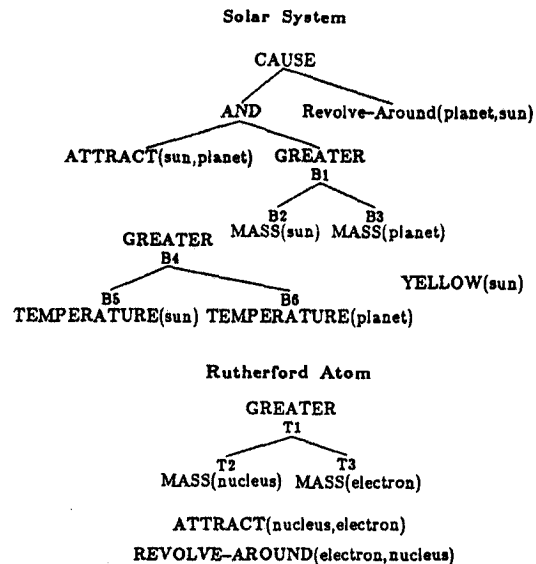 Solar System
CAUSE
AND Revolve-Around(planet,sun)
ATTRACT(sun,planet) GREATER
B1
B2 B3
MASS(sun) MASS(planet)
GREATER
B4
YELLOW(sun)
B5 B6
TEMPERATURE(sun) TEMPERATURE(planet)
Rutherford Atom
GREATER
T1
T2 T3
MASS(nucleus) MASS(electron)
ATTRACT(nucleus,electron)
REVOLVE-AROUND(electron,nucleus)